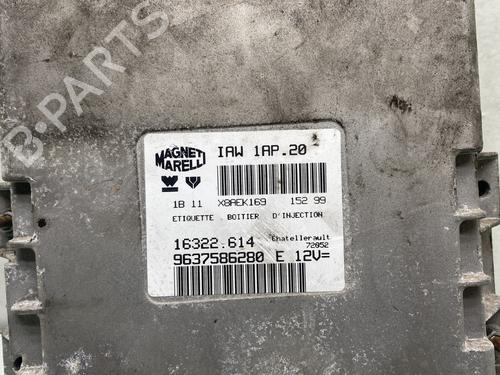 B-PARTS
MAGNETI MARELLI
IAW 1AP.20
1B 11 X8AEK169 152 99
ETIQUETTE BOITIER D'INJECTION
16322.614 Chatellerault 72052
9637586280 E 12V=